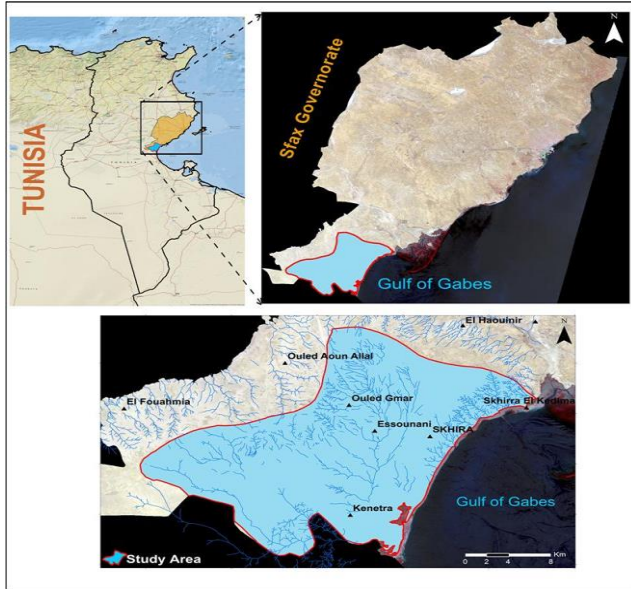 TUNISIA
Sfax Governorate
N
Gulf of Gabes
N
El Haouinir
Ouled Aoun Allal
El Fouahmia
Ouled Gmar
Skhirra El Kedima
Essounani
SKHIRA
Gulf of Gabes
Kenetra
Study Area
0 2 4 8
Km